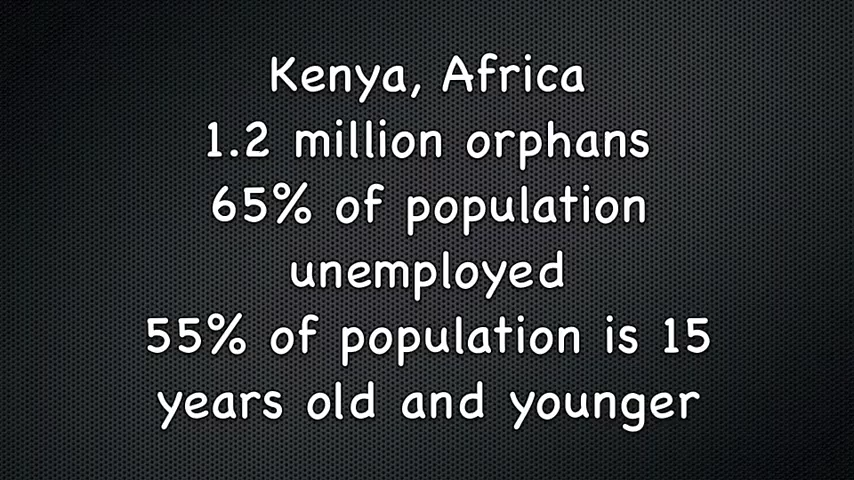 Kenya, Africa
1.2 million orphans
65% of population
unemployed
55% of population is 15
years old and younger